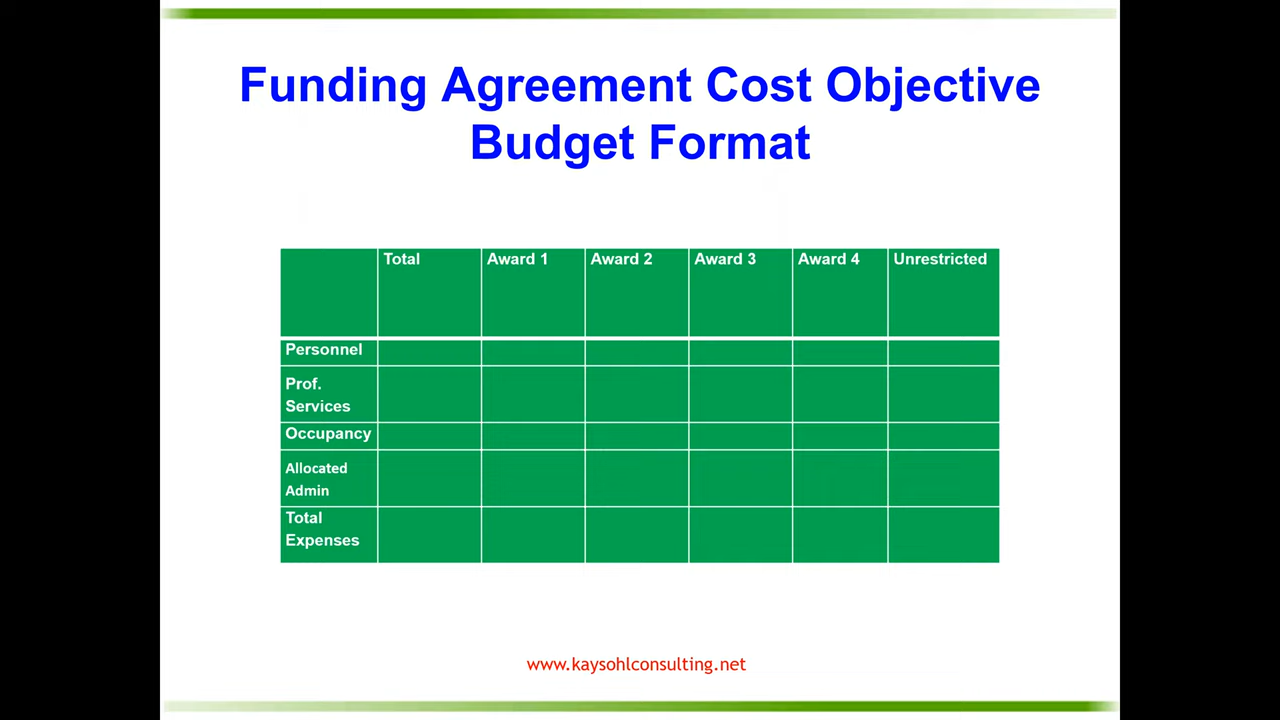 Funding Agreement Cost Objective
Budget Format
Total Award 1 Award 2 Award 3 Award 4 Unrestricted
Personnel
Prof.
Services
Occupancy
Allocated
Admin
Total
Expenses
www.kaysohlconsulting.net